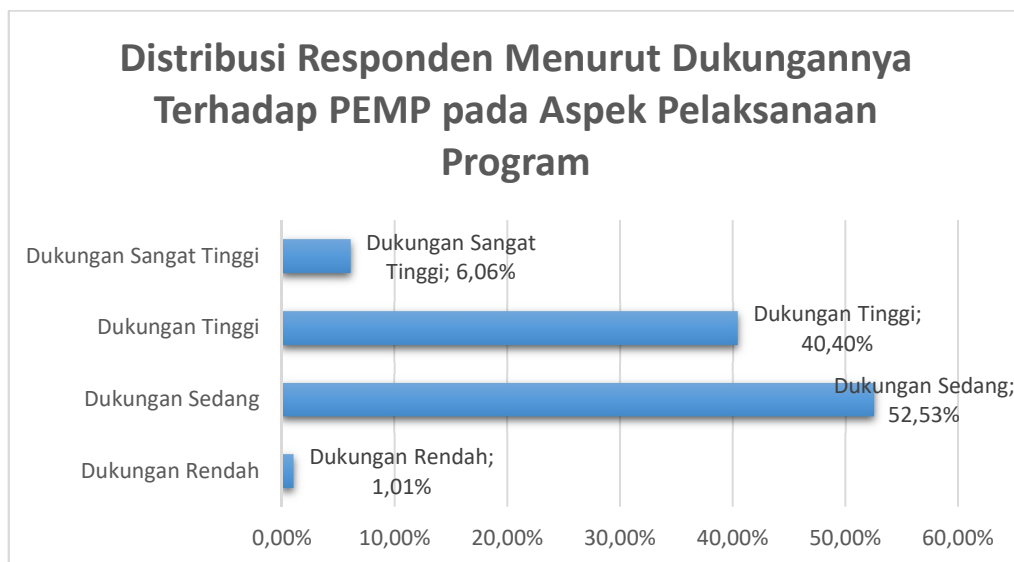 Distribusi Responden Menurut Dukungannya
Terhadap PEMP pada Aspek Pelaksanaan
Program
Dukungan Sangat Tinggi
Dukungan Sangat
Tinggi; 6,06%
Dukungan Tinggi
Dukungan Tinggi;
40,40%
Dukungan Sedang
Dukungan Sedang;
52,53%
Dukungan Rendah
Dukungan Rendah;
1,01%
0,00% 10,00% 20,00% 30,00% 40,00% 50,00% 60,00%